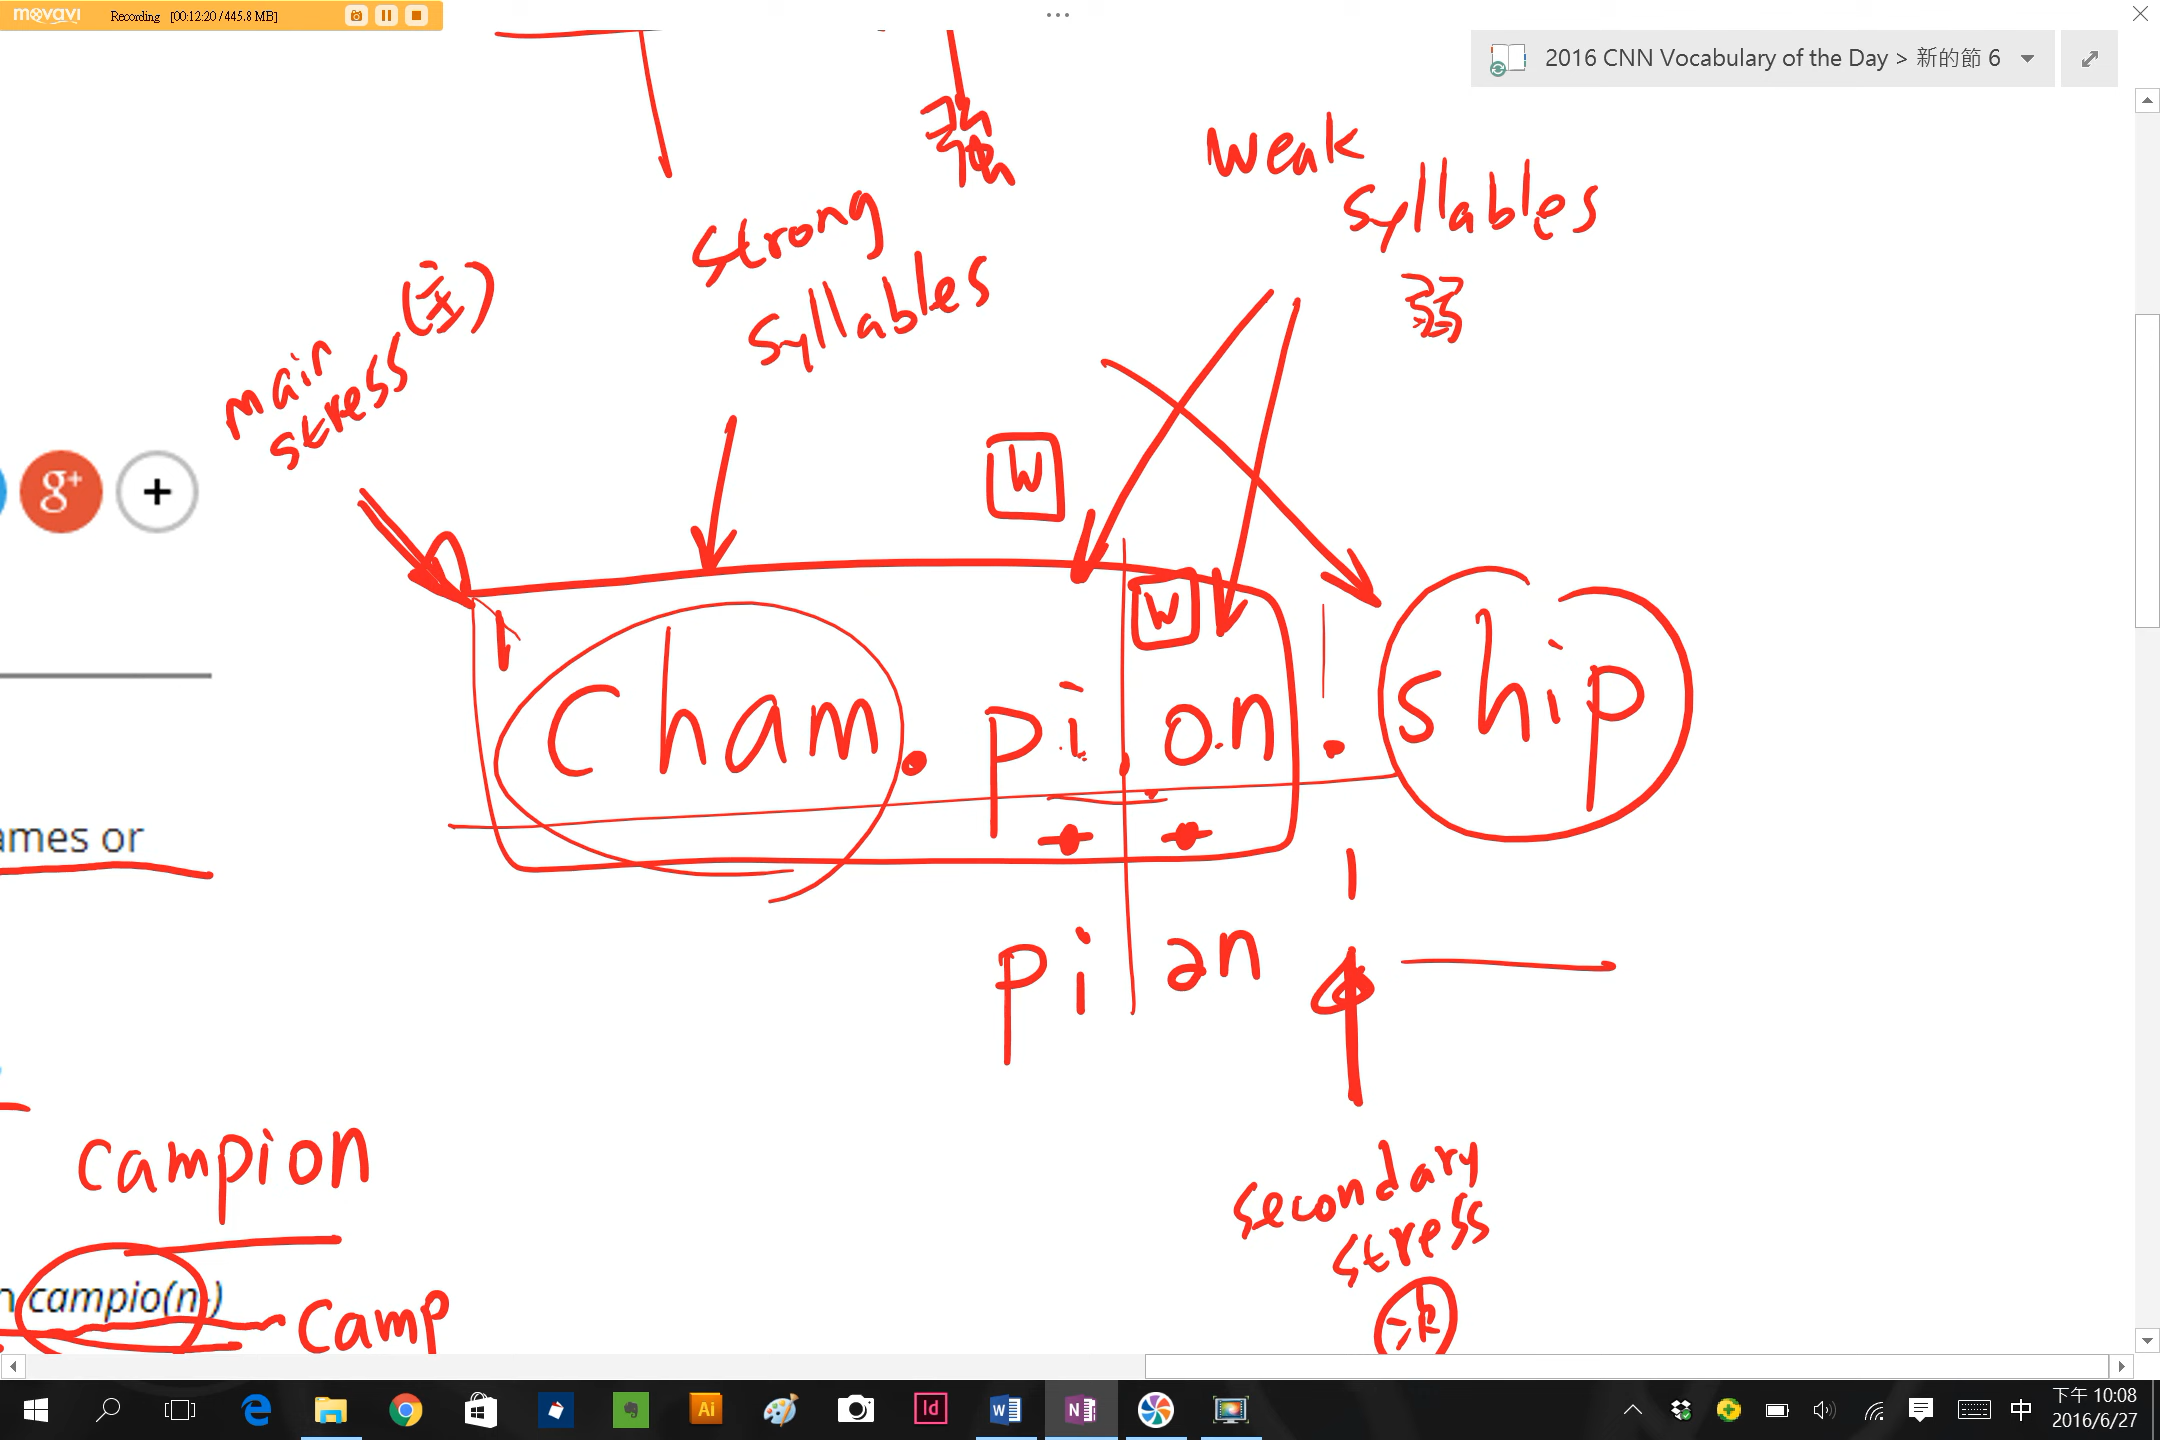 movavi Recording [00:12:20 / 445.8 MB]
2016 CNN Vocabulary of the Day > 新的節 6
強
weak
syllables
弱
strong
syllables
main
stress (主)
W
W
g+
Cham . pi . on . ship
ames or
pi an
campion
n campio(n-)
camp
secondary
stress
次
Ai
Id
中
下午 10:08
2016/6/27